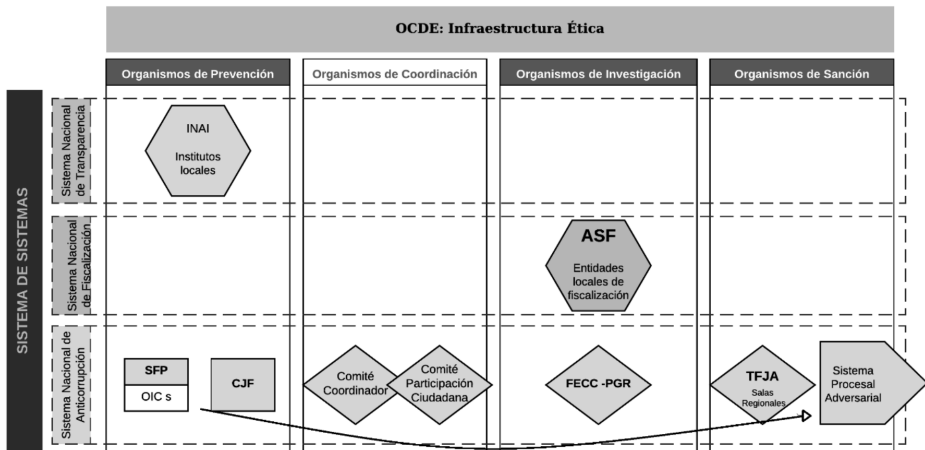 OCDE: Infraestructura Ética
Organismos de Prevención
Organismos de Coordinación
Organismos de Investigación
Organismos de Sanción
SISTEMA DE SISTEMAS
Sistema Nacional
de Transparencia
INAI
Institutos
locales
Sistema Nacional
de Fiscalización
ASF
Entidades
locales de
fiscalización
Sistema Nacional de
Anticorrupción
SFP
OIC s
CJF
Comité
Coordinador
Comité
Participación
Ciudadana
FECC -PGR
TFJA
Salas
Regionales
Sistema
Procesal
Adversarial